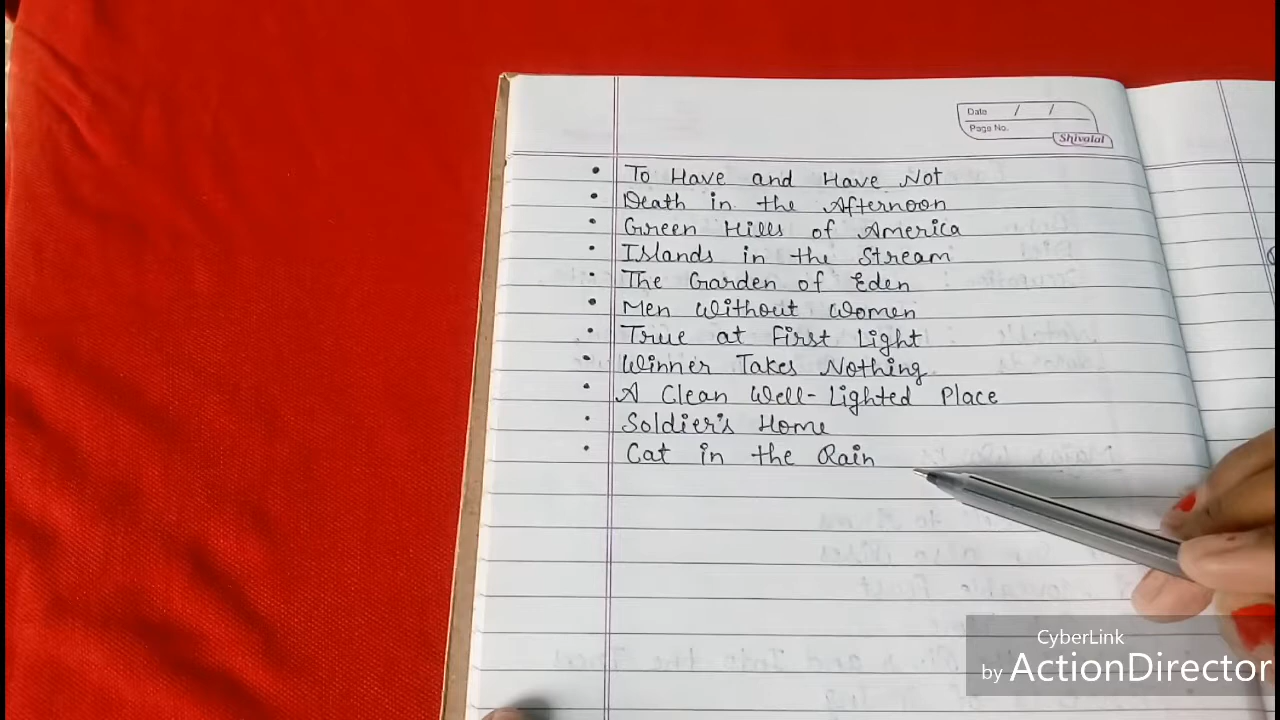 Date / /
Page No.
Shivalal
• To Have and Have Not
• Death in the Afternoon
• Green Hills of America
• Islands in the Stream
• The Garden of Eden
• Men Without Women
• True at First Light
• Winner Takes Nothing
• A Clean Well-Lighted Place
• Soldier's Home
• Cat in the Rain
CyberLink
by ActionDirector